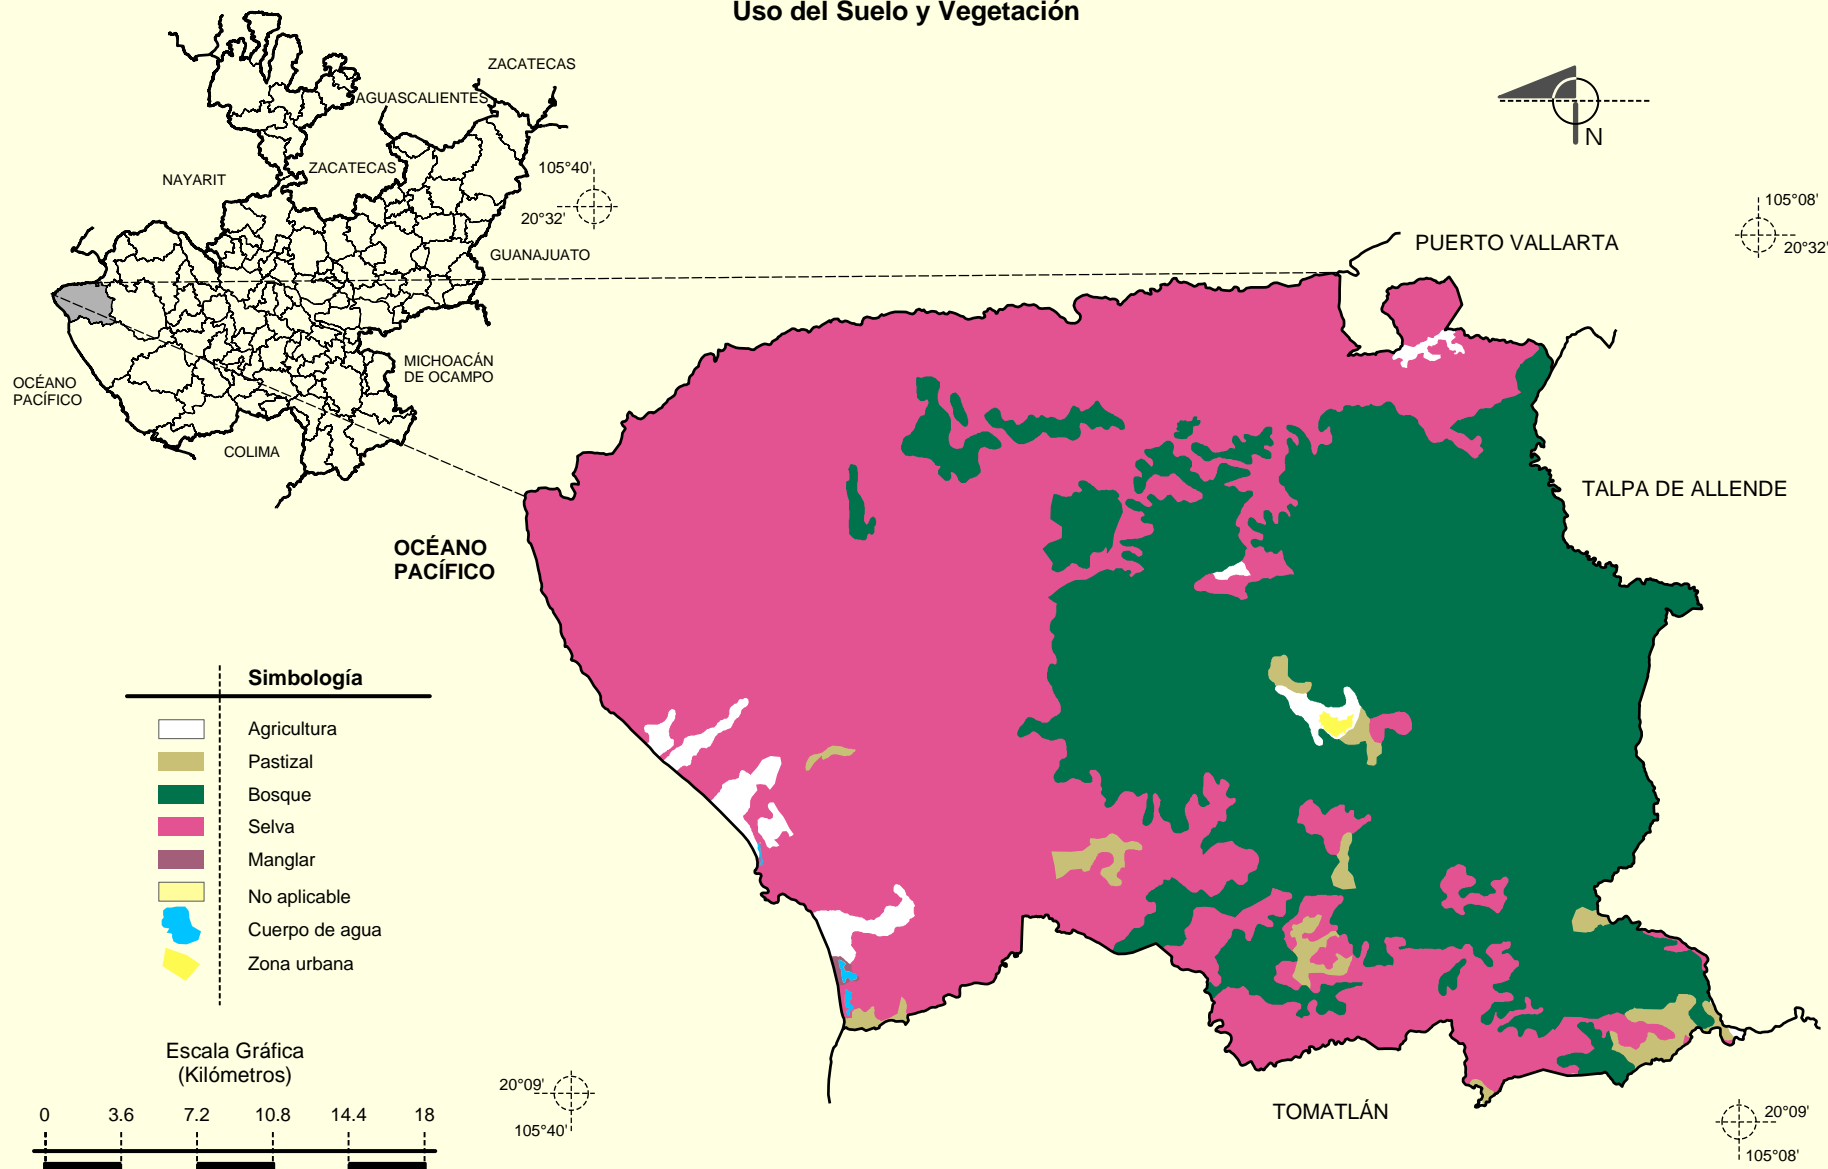 Uso del Suelo y Vegetación
ZACATECAS
AGUASCALIENTES
ZACATECAS
NAYARIT
105°40'
20°32'
GUANAJUATO
MICHOACÁN
DE OCAMPO
OCÉANO
PACÍFICO
COLIMA
N
105°08'
20°32'
PUERTO VALLARTA
TALPA DE ALLENDE
OCÉANO
PACÍFICO
Simbología
Agricultura
Pastizal
Bosque
Selva
Manglar
No aplicable
Cuerpo de agua
Zona urbana
Escala Gráfica
(Kilómetros)
0 3.6 7.2 10.8 14.4 18
20°09'
105°40'
TOMATLÁN
20°09'
105°08'